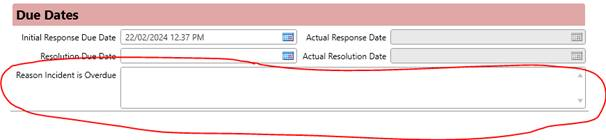 Due Dates
Initial Response Due Date 22/02/2024 12.37 PM Actual Response Date
Resolution Due Date Actual Resolution Date
Reason Incident is Overdue